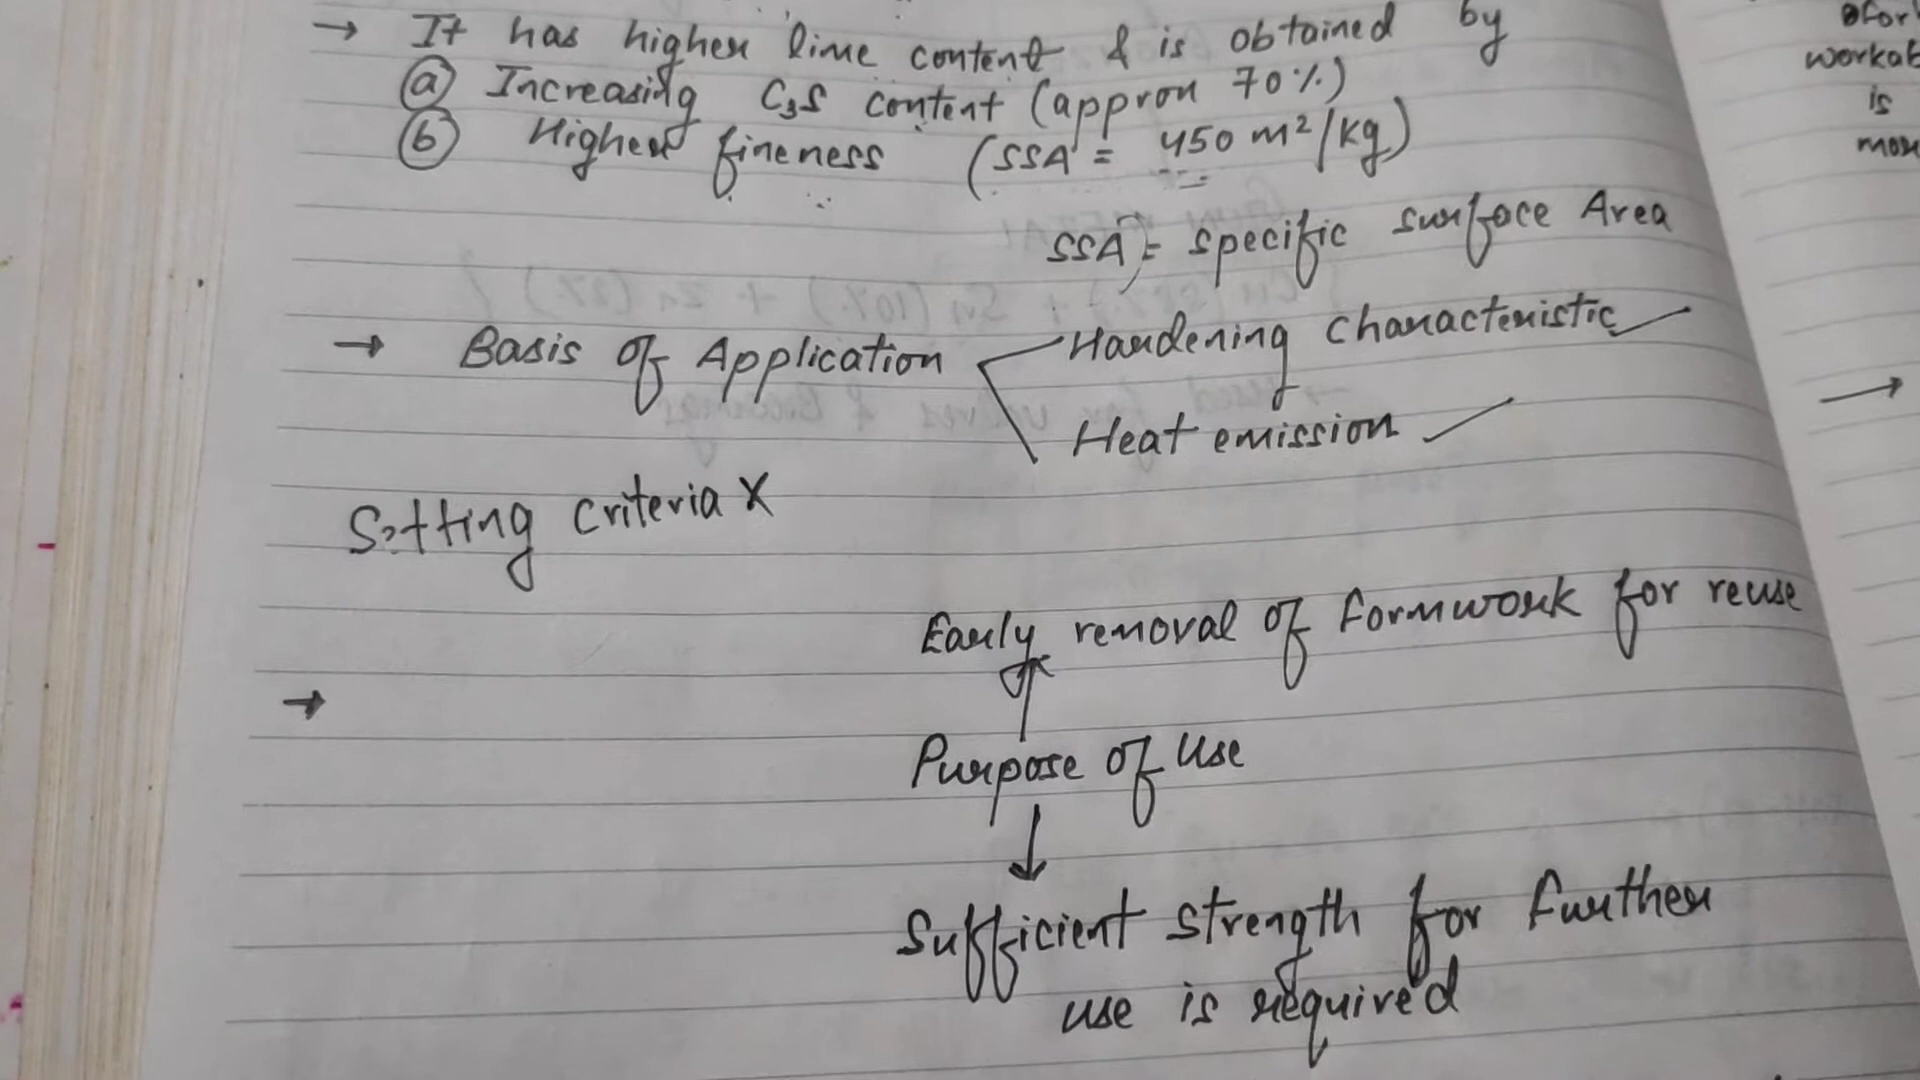 → It has higher lime content & is obtained by
(a) Increasing C3S content (approx 70%)
(b) Higher fineness (SSA = 450 m²/kg)
SSA = specific surface Area
→ Basis of Application
Hardening characteristic
Heat emission
Setting criteria X
Early removal of formwork for reuse
→
Purpose of Use
↓
Sufficient strength for further
use is required
is
→